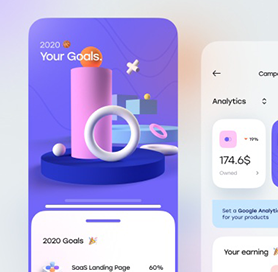 2020
Your Goals.
2020 Goals
SaaS Landing Page 60%
Campa
Analytics
19%
174.6$
Owned
Set a Google Analytic
for your products
Your earning